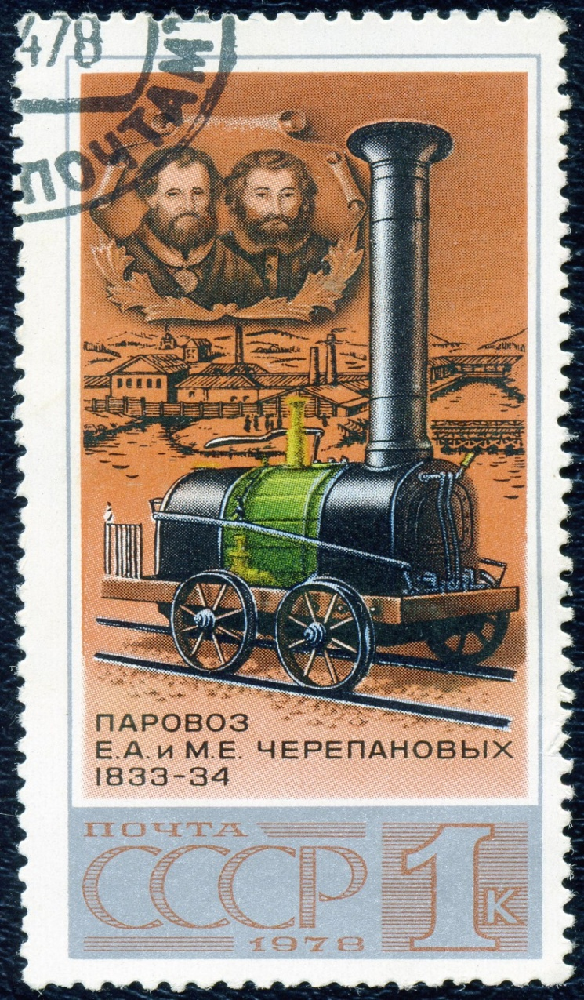 478
ПОЧТАМ
ПАРОВОЗ
Е.А. и М.Е. ЧЕРЕПАНОВЫХ
1833-34
ПОЧТА
СССР
1978
1 К